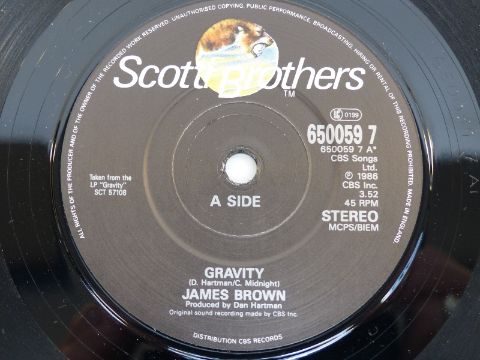 UNAUTHORISED COPYING, PUBLIC PERFORMANCE, BROADCASTING, HIRING OR RENTAL OF THIS RECORDING PROHIBITED. MADE IN ENGLAND.
ALL RIGHTS OF THE PRODUCER AND OF THE OWNER OF THE RECORDED WORK RESERVED.
Scotti Brothers
TM
0199
650059 7
650059 7 A*
CBS Songs
Ltd.
℗ 1986
CBS Inc.
3.52
45 RPM
STEREO
MCPS/BIEM
Taken from the
LP "Gravity"
SCT 57108
A SIDE
GRAVITY
(D. Hartman/C. Midnight)
JAMES BROWN
Produced by Dan Hartman
Original sound recording made by CBS Inc.
DISTRIBUTION CBS RECORDS